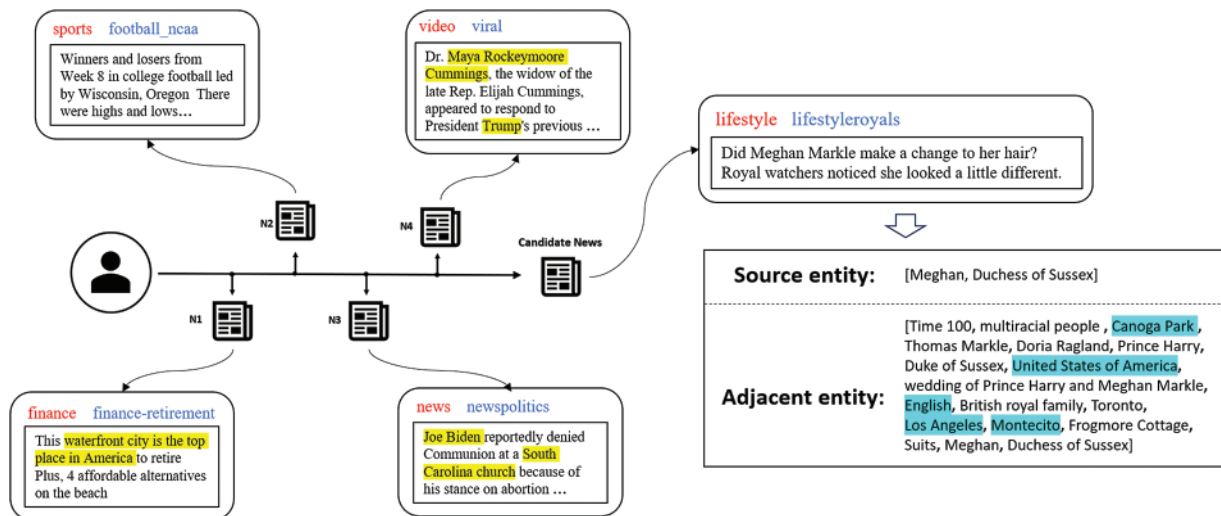 sports football_ncaa
Winners and losers from
Week 8 in college football led
by Wisconsin, Oregon There
were highs and lows...
video viral
Dr. Maya Rockeymoore
Cummings, the widow of the
late Rep. Elijah Cummings,
appeared to respond to
President Trump's previous ...
lifestyle lifestyleroyals
Did Meghan Markle make a change to her hair?
Royal watchers noticed she looked a little different.
N2
N4
Candidate News
N1
N3
finance finance-retirement
This waterfront city is the top
place in America to retire
Plus, 4 affordable alternatives
on the beach
news newspolitics
Joe Biden reportedly denied
Communion at a South
Carolina church because of
his stance on abortion ...
Source entity: [Meghan, Duchess of Sussex]
Adjacent entity:
[Time 100, multiracial people , Canoga Park ,
Thomas Markle, Doria Ragland, Prince Harry,
Duke of Sussex, United States of America,
wedding of Prince Harry and Meghan Markle,
English, British royal family, Toronto,
Los Angeles, Montecito, Frogmore Cottage,
Suits, Meghan, Duchess of Sussex]